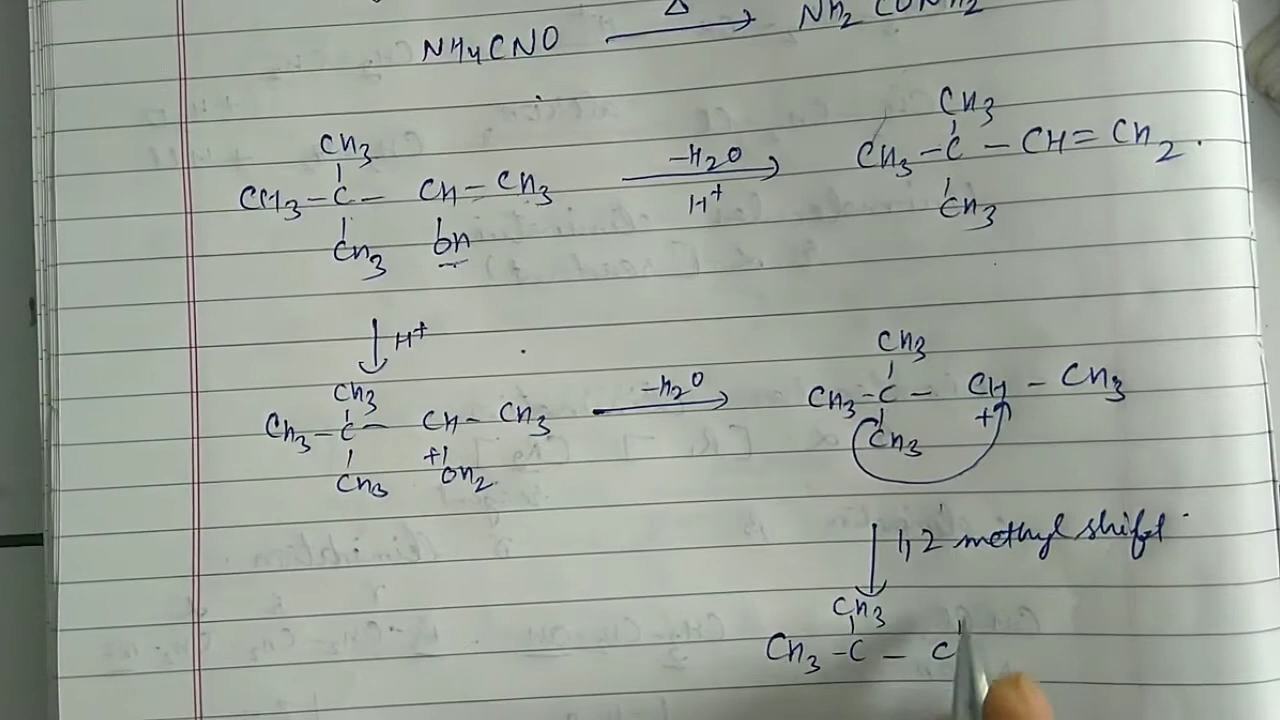 NH4CNO Δ→ NH2CONH2
CH3 CH3
CH3-C-CH-CH3 -H2O→ CH3-C-CH=CH2.
CH3 OH H+ CH3
↓H+
CH3 CH3
CH3-C-CH-CH3 -H2O→ CH3-C-CH-CH3
CH3 +OH2 CH3 +
↓ 1,2 methyl shift
CH3
CH3-C-C